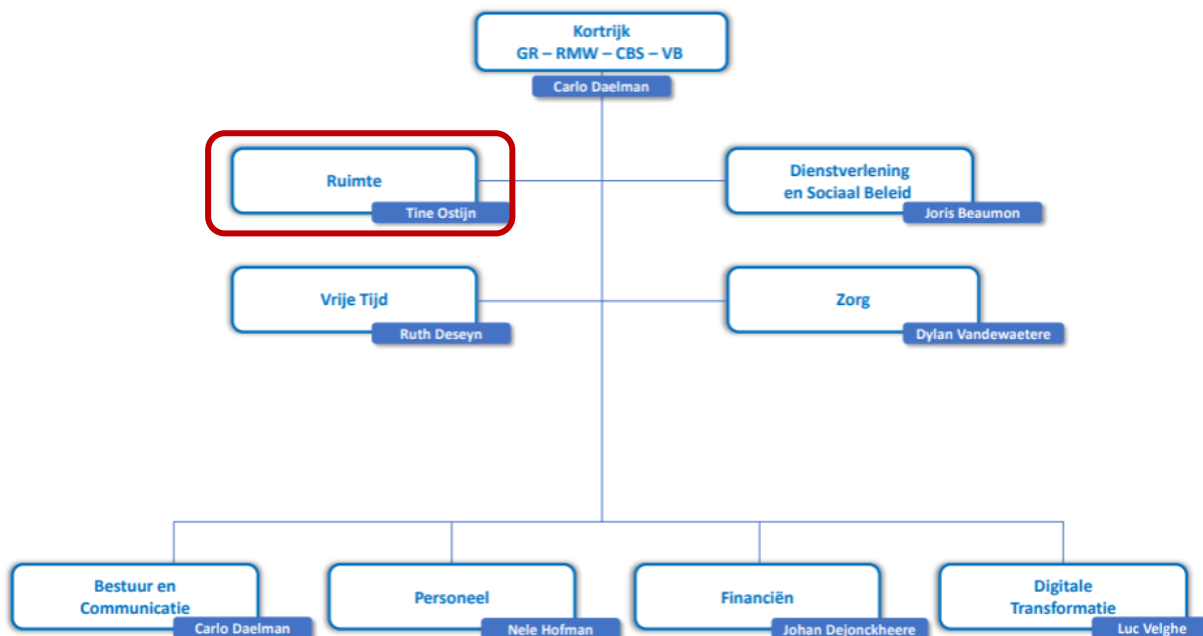 Kortrijk
GR – RMW – CBS – VB
Carlo Daelman
Ruimte
Tine Ostijn
Dienstverlening
en Sociaal Beleid
Joris Beaumon
Vrije Tijd
Ruth Deseyn
Zorg
Dylan Vandewaetere
Bestuur en
Communicatie
Carlo Daelman
Personeel
Nele Hofman
Financiën
Johan Dejonckheere
Digitale
Transformatie
Luc Velghe